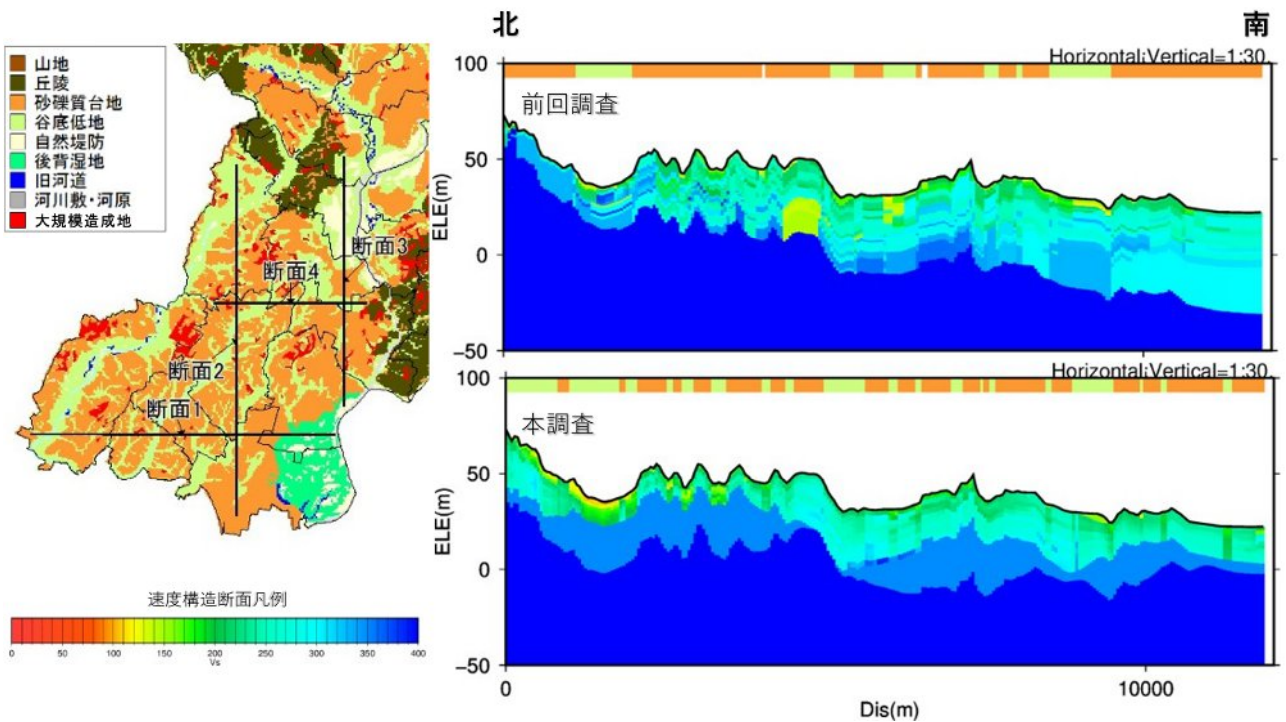 山地
丘陵
砂礫質台地
谷底低地
自然堤防
後背湿地
旧河道
河川敷・河原
大規模造成地
断面3
断面4
断面2
断面1
速度構造断面凡例
0 50 100 150 200 250 300 350 400
Vs
北 南
Horizontal:Vertical=1:30.
前回調査
100
50
0
−50
ELE(m)
Horizontal:Vertical=1:30.
本調査
100
50
0
−50
ELE(m)
0 10000
Dis(m)